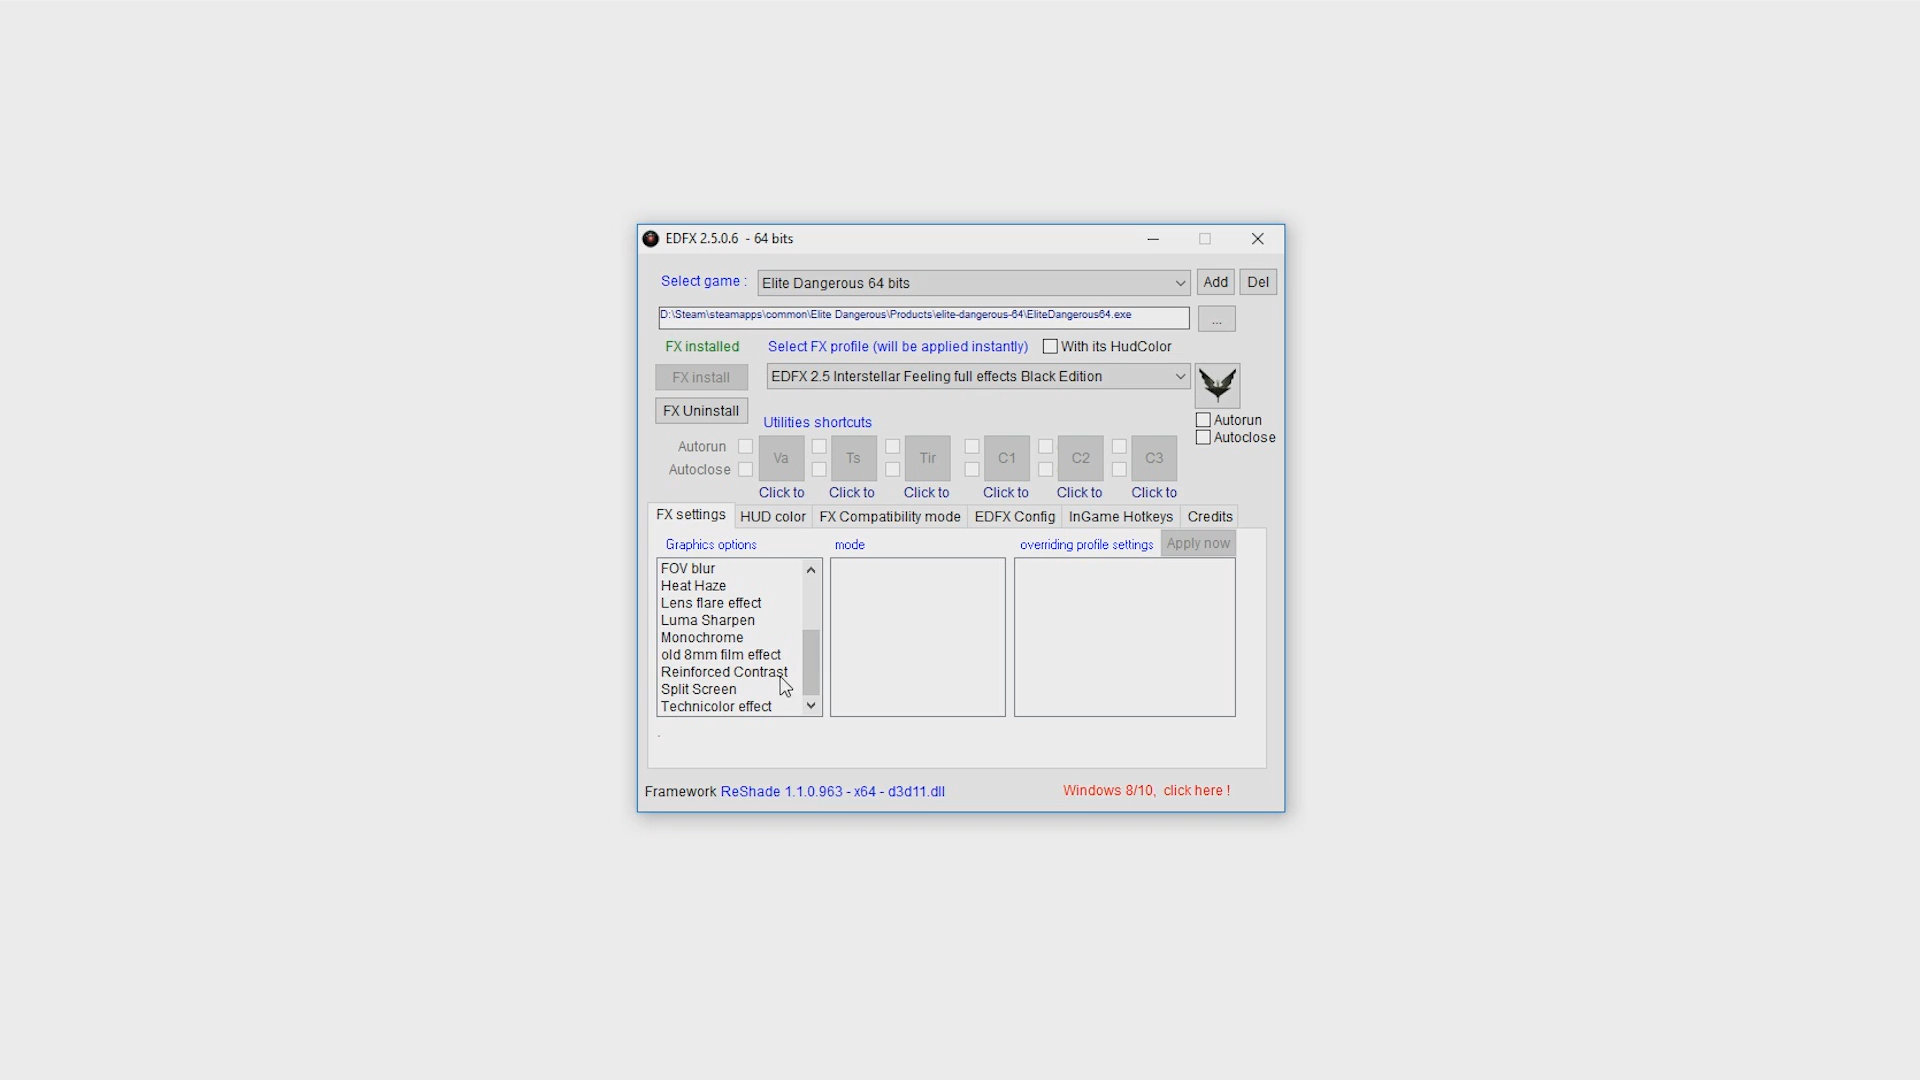 EDFX 2.5.0.6 - 64 bits
Select game :
Elite Dangerous 64 bits
Add
Del
D:\Steam\steamapps\common\Elite Dangerous\Products\elite-dangerous-64\EliteDangerous64.exe
...
FX installed
Select FX profile (will be applied instantly)
With its HudColor
FX install
EDFX 2.5 Interstellar Feeling full effects Black Edition
FX Uninstall
Utilities shortcuts
Autorun
Autoclose
Autorun
Autoclose
Va
Ts
Tir
C1
C2
C3
Click to
Click to
Click to
Click to
Click to
Click to
FX settings
HUD color
FX Compatibility mode
EDFX Config
InGame Hotkeys
Credits
Graphics options
mode
overriding profile settings
Apply now
FOV blur
Heat Haze
Lens flare effect
Luma Sharpen
Monochrome
old 8mm film effect
Reinforced Contrast
Split Screen
Technicolor effect
.
Framework ReShade 1.1.0.963 - x64 - d3d11.dll
Windows 8/10, click here !